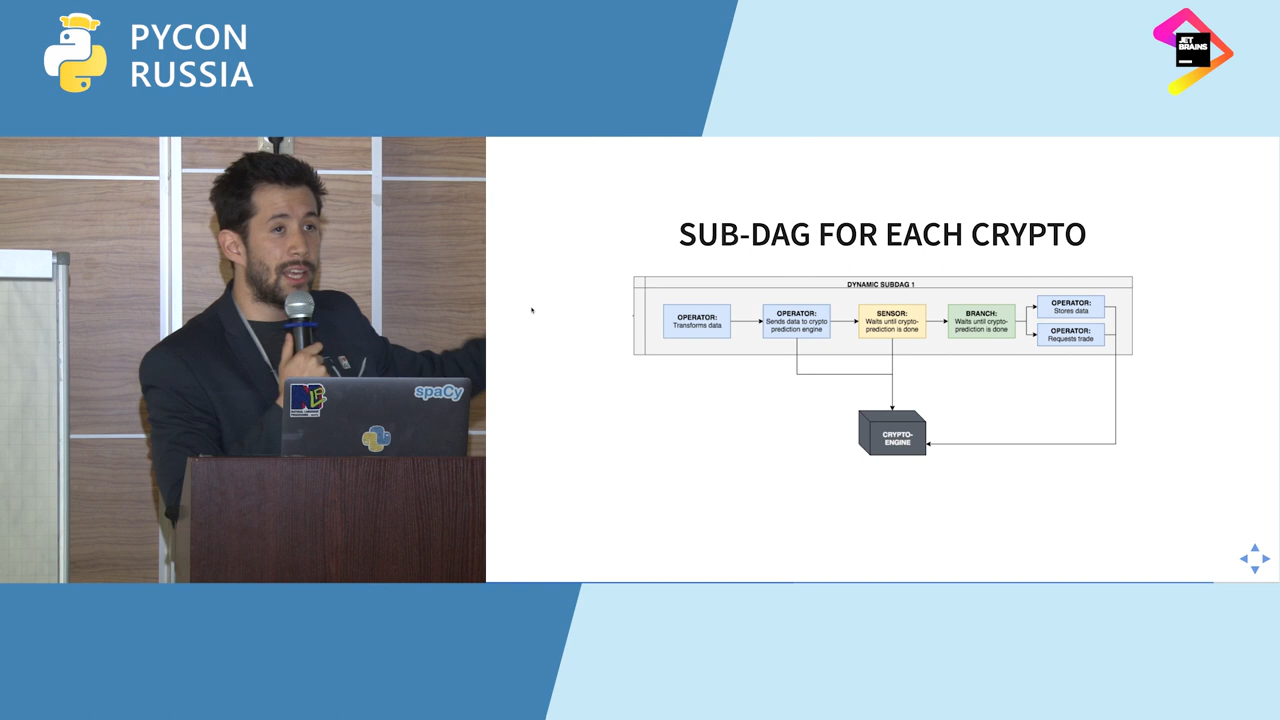 PYCON
RUSSIA
JET
BRAINS
spaCy
SUB-DAG FOR EACH CRYPTO
DYNAMIC SUBDAG 1
OPERATOR:
Transforms data
OPERATOR:
Sends data to crypto
prediction engine
SENSOR:
Waits until crypto-
prediction is done
BRANCH:
Waits until crypto-
prediction is done
OPERATOR:
Stores data
OPERATOR:
Requests trade
CRYPTO-
ENGINE